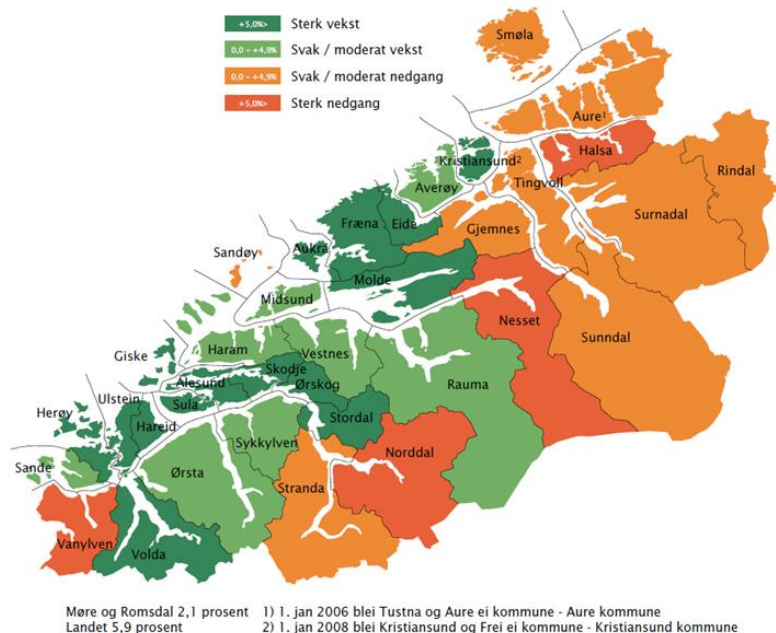 +5,0%> Sterk vekst
0,0 - +4,9% Svak / moderat vekst
0,0 - +4,9% Svak / moderat nedgang
+5,0%> Sterk nedgang
Smøla
Aure1
Kristiansund2
Halsa
Averøy
Tingvoll
Rindal
Fræna
Eide
Gjemnes
Surnadal
Sandøy
Aukra
Molde
Midsund
Nesset
Sunndal
Giske
Haram
Vestnes
Skodje
Rauma
Ålesund
Ørskog
Ulstein
Sula
Herøy
Hareid
Stordal
Sykkylven
Norddal
Sande
Ørsta
Stranda
Vanylven
Volda
Møre og Romsdal 2,1 prosent 1) 1. jan 2006 blei Tustna og Aure ei kommune - Aure kommune
Landet 5,9 prosent 2) 1. jan 2008 blei Kristiansund og Frei ei kommune - Kristiansund kommune